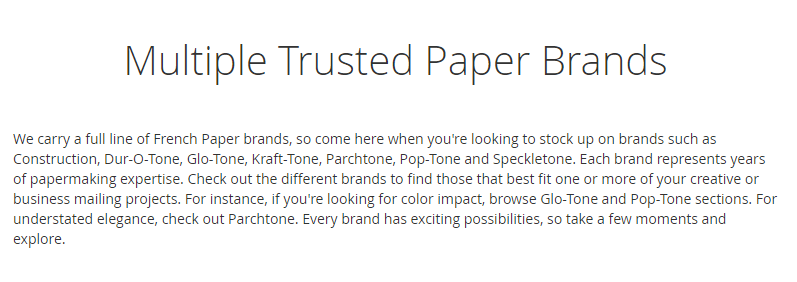 Multiple Trusted Paper Brands
We carry a full line of French Paper brands, so come here when you're looking to stock up on brands such as
Construction, Dur-O-Tone, Glo-Tone, Kraft-Tone, Parchtone, Pop-Tone and Speckletone. Each brand represents years
of papermaking expertise. Check out the different brands to find those that best fit one or more of your creative or
business mailing projects. For instance, if you're looking for color impact, browse Glo-Tone and Pop-Tone sections. For
understated elegance, check out Parchtone. Every brand has exciting possibilities, so take a few moments and
explore.